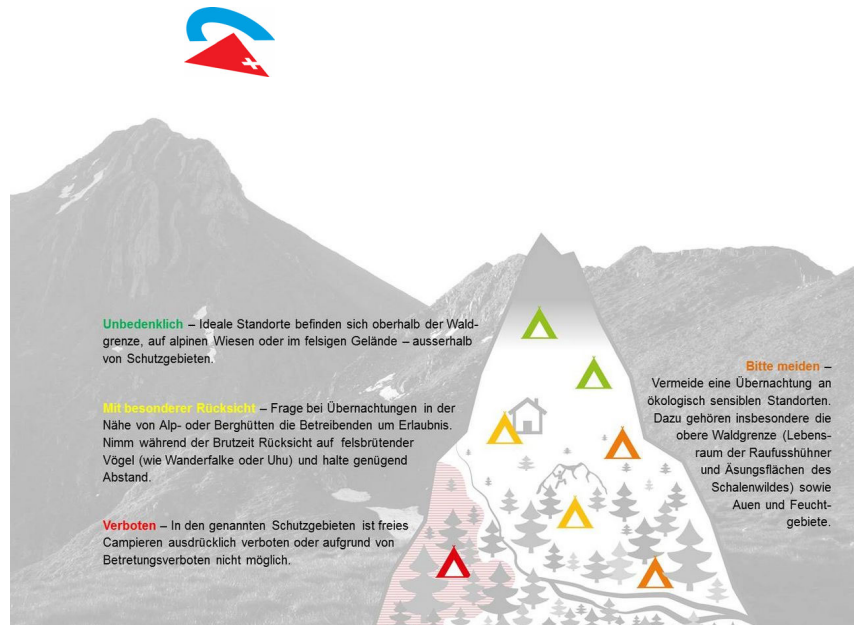 Unbedenklich – Ideale Standorte befinden sich oberhalb der Wald-
grenze, auf alpinen Wiesen oder im felsigen Gelände – ausserhalb
von Schutzgebieten.
Mit besonderer Rücksicht – Frage bei Übernachtungen in der
Nähe von Alp- oder Berghütten die Betreibenden um Erlaubnis.
Nimm während der Brutzeit Rücksicht auf felsbrütender
Vögel (wie Wanderfalke oder Uhu) und halte genügend
Abstand.
Verboten – In den genannten Schutzgebieten ist freies
Campieren ausdrücklich verboten oder aufgrund von
Betretungsverboten nicht möglich.
Bitte meiden –
Vermeide eine Übernachtung an
ökologisch sensiblen Standorten.
Dazu gehören insbesondere die
obere Waldgrenze (Lebens-
raum der Raufusshühner
und Äsungsflächen des
Schalenwildes) sowie
Auen und Feucht-
gebiete.